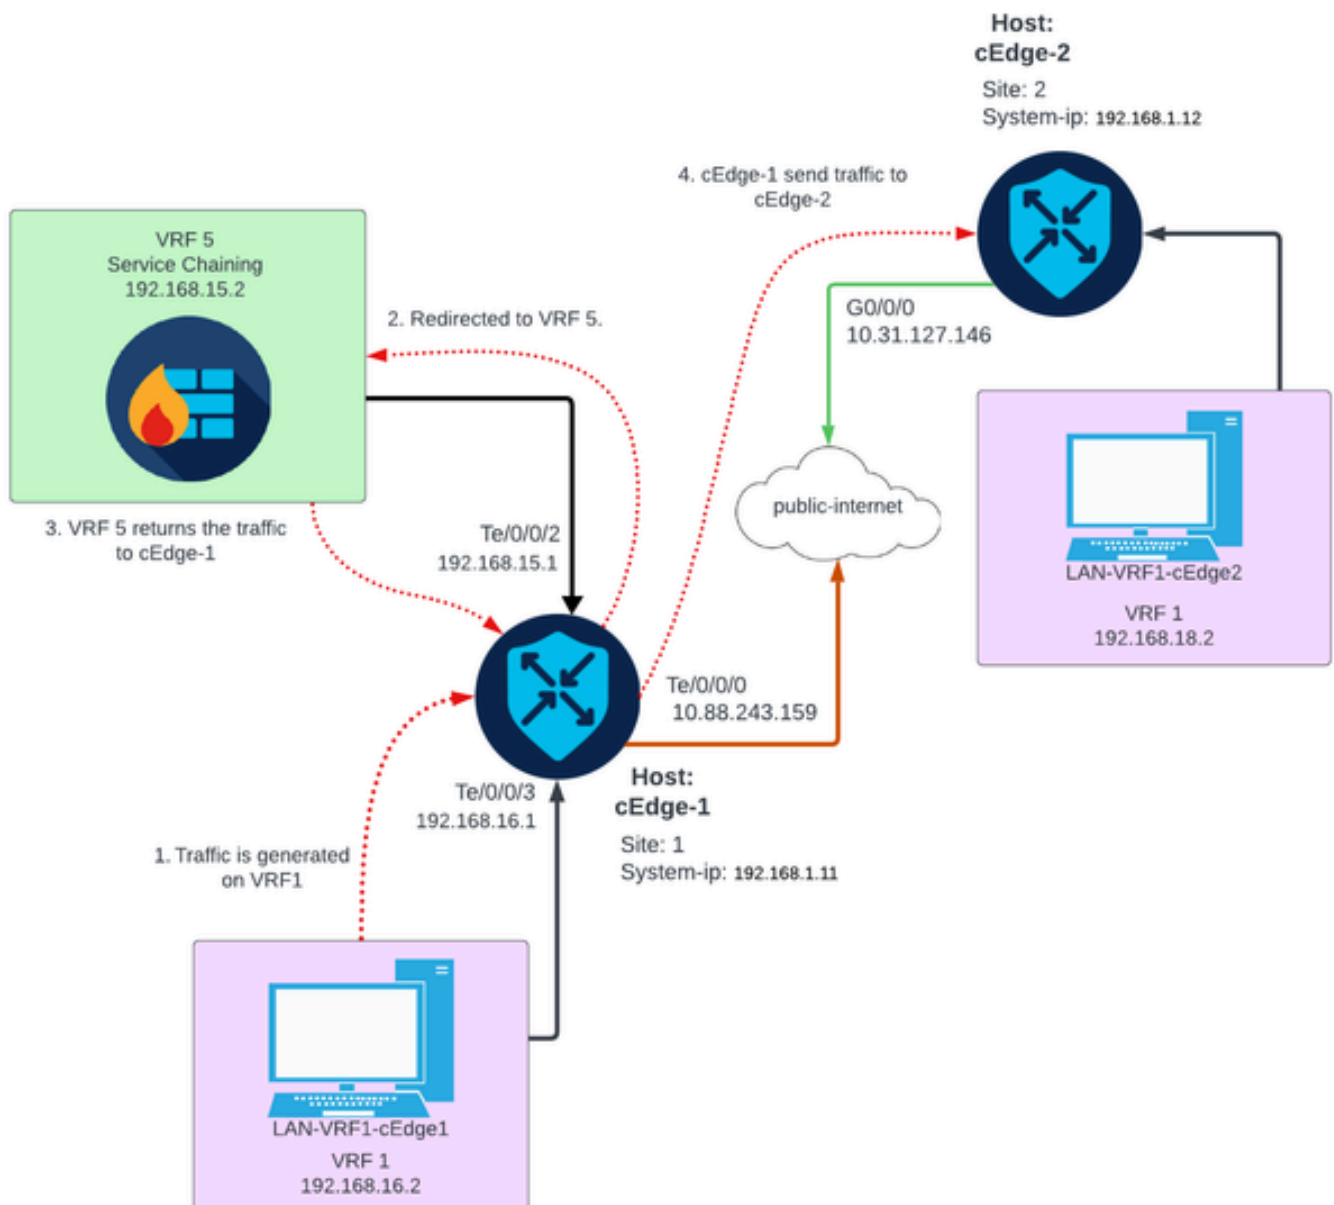 Host:
cEdge-2
Site: 2
System-ip: 192.168.1.12
4. cEdge-1 send traffic to
cEdge-2
VRF 5
Service Chaining
192.168.15.2
2. Redirected to VRF 5.
G0/0/0
10.31.127.146
public-internet
3. VRF 5 returns the traffic
to cEdge-1
Te/0/0/2
192.168.15.1
LAN-VRF1-cEdge2
VRF 1
192.168.18.2
Te/0/0/0
10.88.243.159
Host:
cEdge-1
Site: 1
System-ip: 192.168.1.11
Te/0/0/3
192.168.16.1
1. Traffic is generated
on VRF1
LAN-VRF1-cEdge1
VRF 1
192.168.16.2